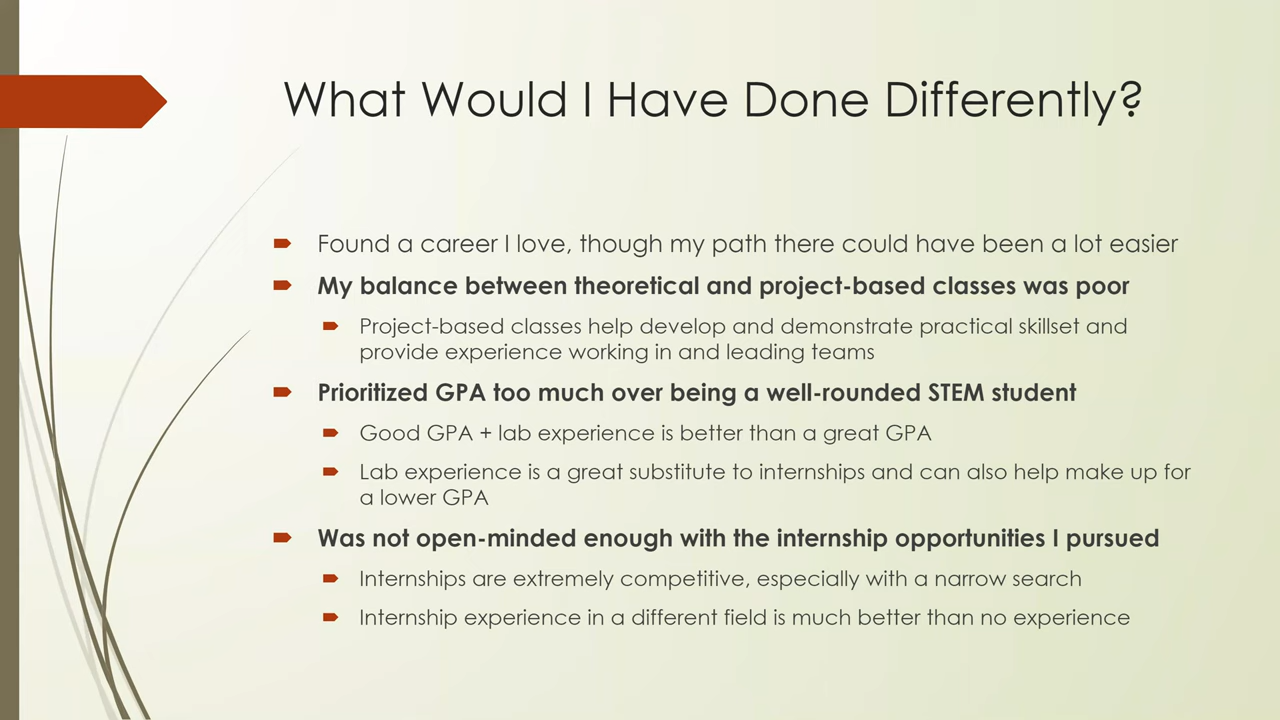 What Would I Have Done Differently?
Found a career I love, though my path there could have been a lot easier
My balance between theoretical and project-based classes was poor
Project-based classes help develop and demonstrate practical skillset and
provide experience working in and leading teams
Prioritized GPA too much over being a well-rounded STEM student
Good GPA + lab experience is better than a great GPA
Lab experience is a great substitute to internships and can also help make up for
a lower GPA
Was not open-minded enough with the internship opportunities I pursued
Internships are extremely competitive, especially with a narrow search
Internship experience in a different field is much better than no experience